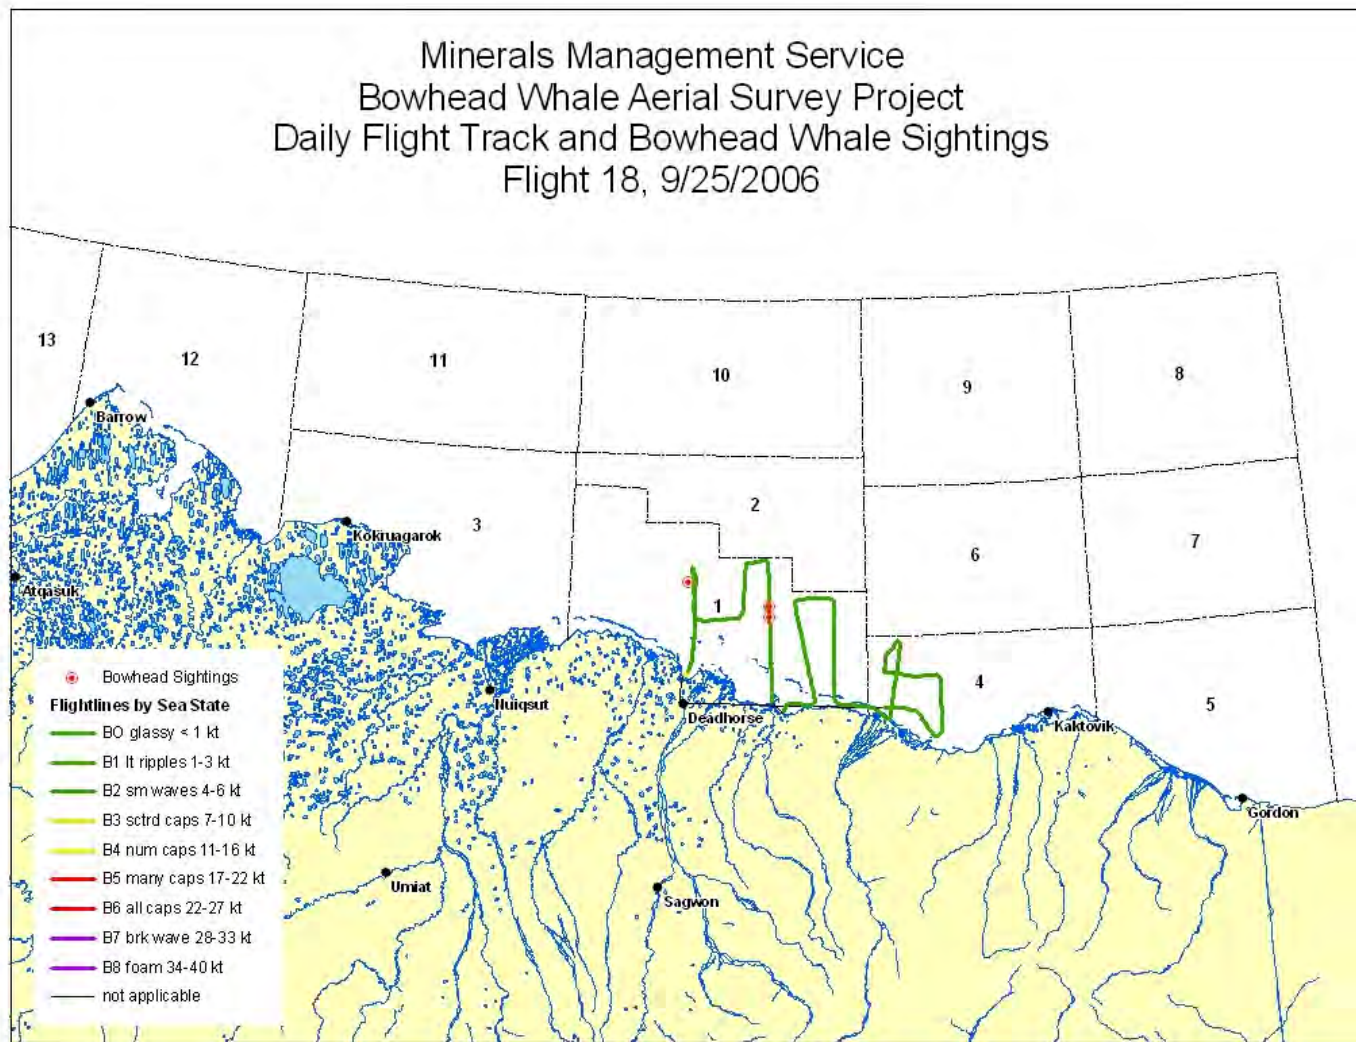 Minerals Management Service
Bowhead Whale Aerial Survey Project
Daily Flight Track and Bowhead Whale Sightings
Flight 18, 9/25/2006
13
12
11
10
9
8
Barrow
2
3
Kokruagarok
6
7
Atqasuk
1
4
5
Nuiqsut
Deadhorse
Kaktovik
Gordon
Umiat
Sagwon
Bowhead Sightings
Flightlines by Sea State
B0 glassy < 1 kt
B1 lt ripples 1-3 kt
B2 sm waves 4-6 kt
B3 sctrd caps 7-10 kt
B4 num caps 11-16 kt
B5 many caps 17-22 kt
B6 all caps 22-27 kt
B7 brk wave 28-33 kt
B8 foam 34-40 kt
not applicable